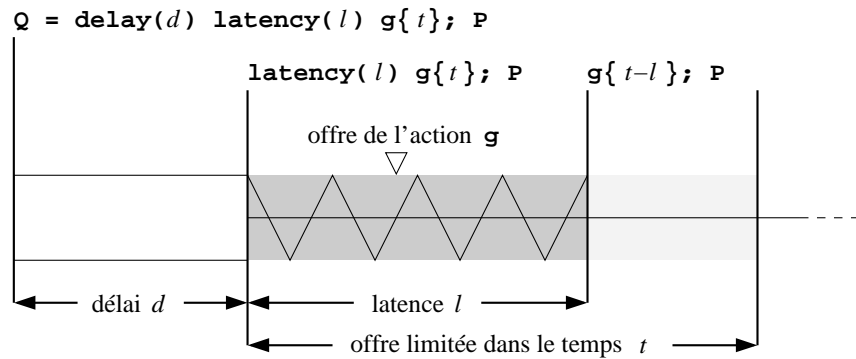 Q = delay(d) latency(l) g{t}; P
latency(l) g{t}; P
g{t–l}; P
offre de l’action g
délai d
latence l
offre limitée dans le temps t